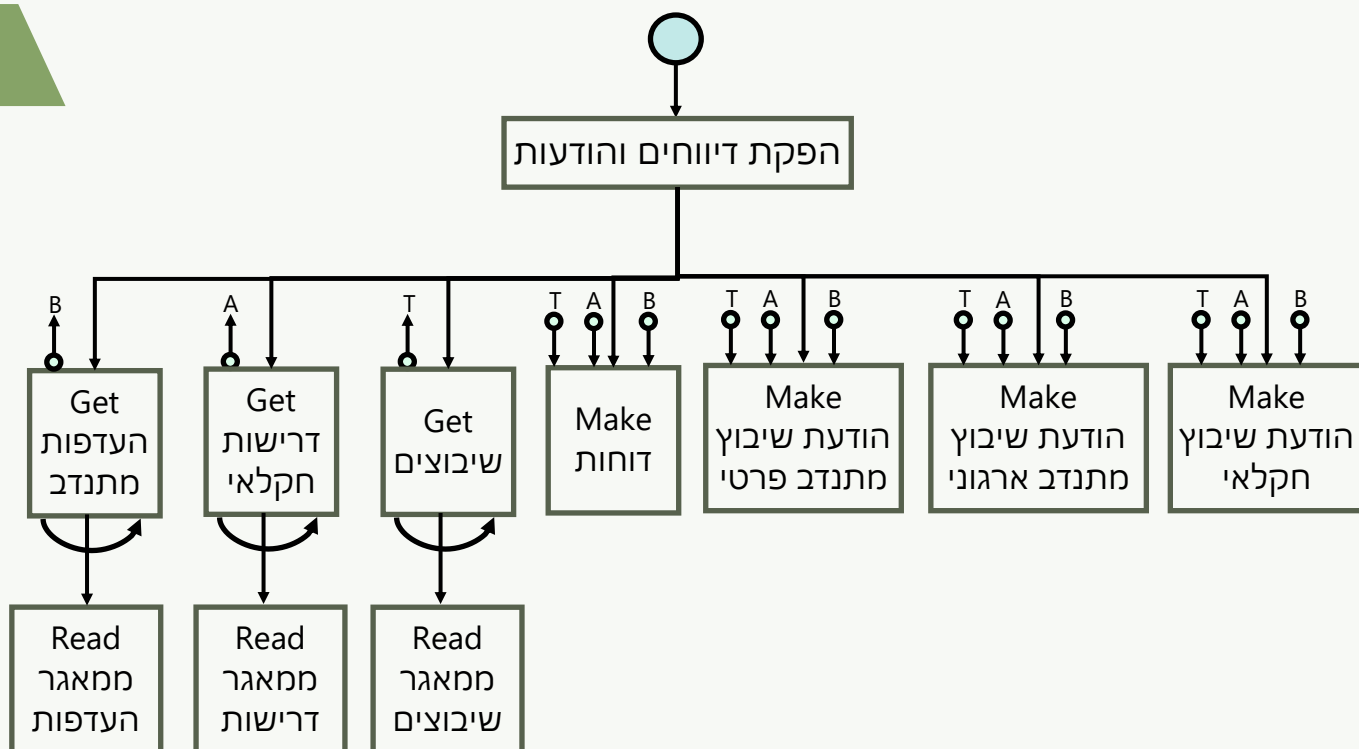 הפקת דיווחים והודעות
B
A
T
T A B
T A B
T A B
T A B
Get
העדפות
מתנדב
Get
דרישות
חקלאי
Get
שיבוצים
Make
דוחות
Make
הודעת שיבוץ
מתנדב פרטי
Make
הודעת שיבוץ
מתנדב ארגוני
Make
הודעת שיבוץ
חקלאי
Read
ממאגר
העדפות
Read
ממאגר
דרישות
Read
ממאגר
שיבוצים